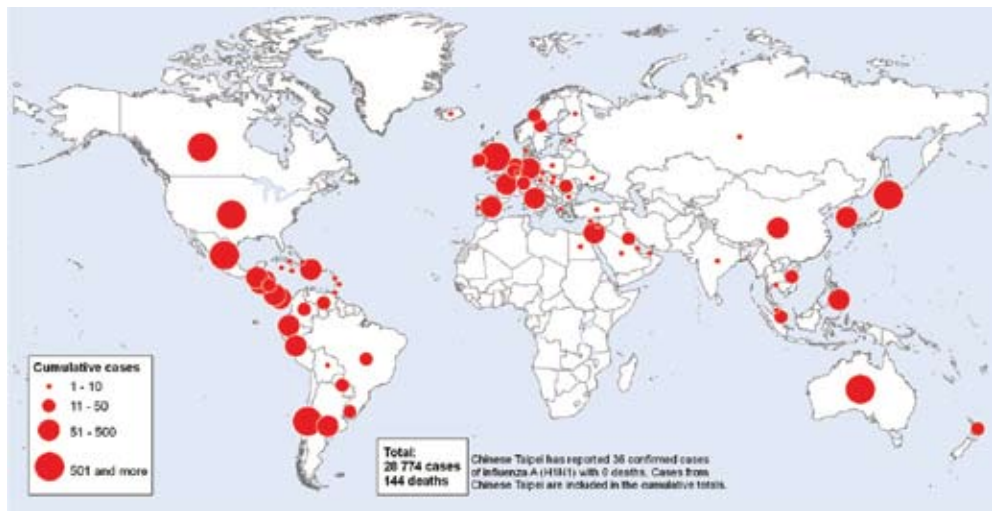 Cumulative cases
1 - 10
11 - 50
51 - 500
501 and more
Total:
28 774 cases
144 deaths
Chinese Taipei has reported 36 confirmed cases
of Influenza A (H1N1) with 0 deaths. Cases from
Chinese Taipei are included in the cumulative totals.